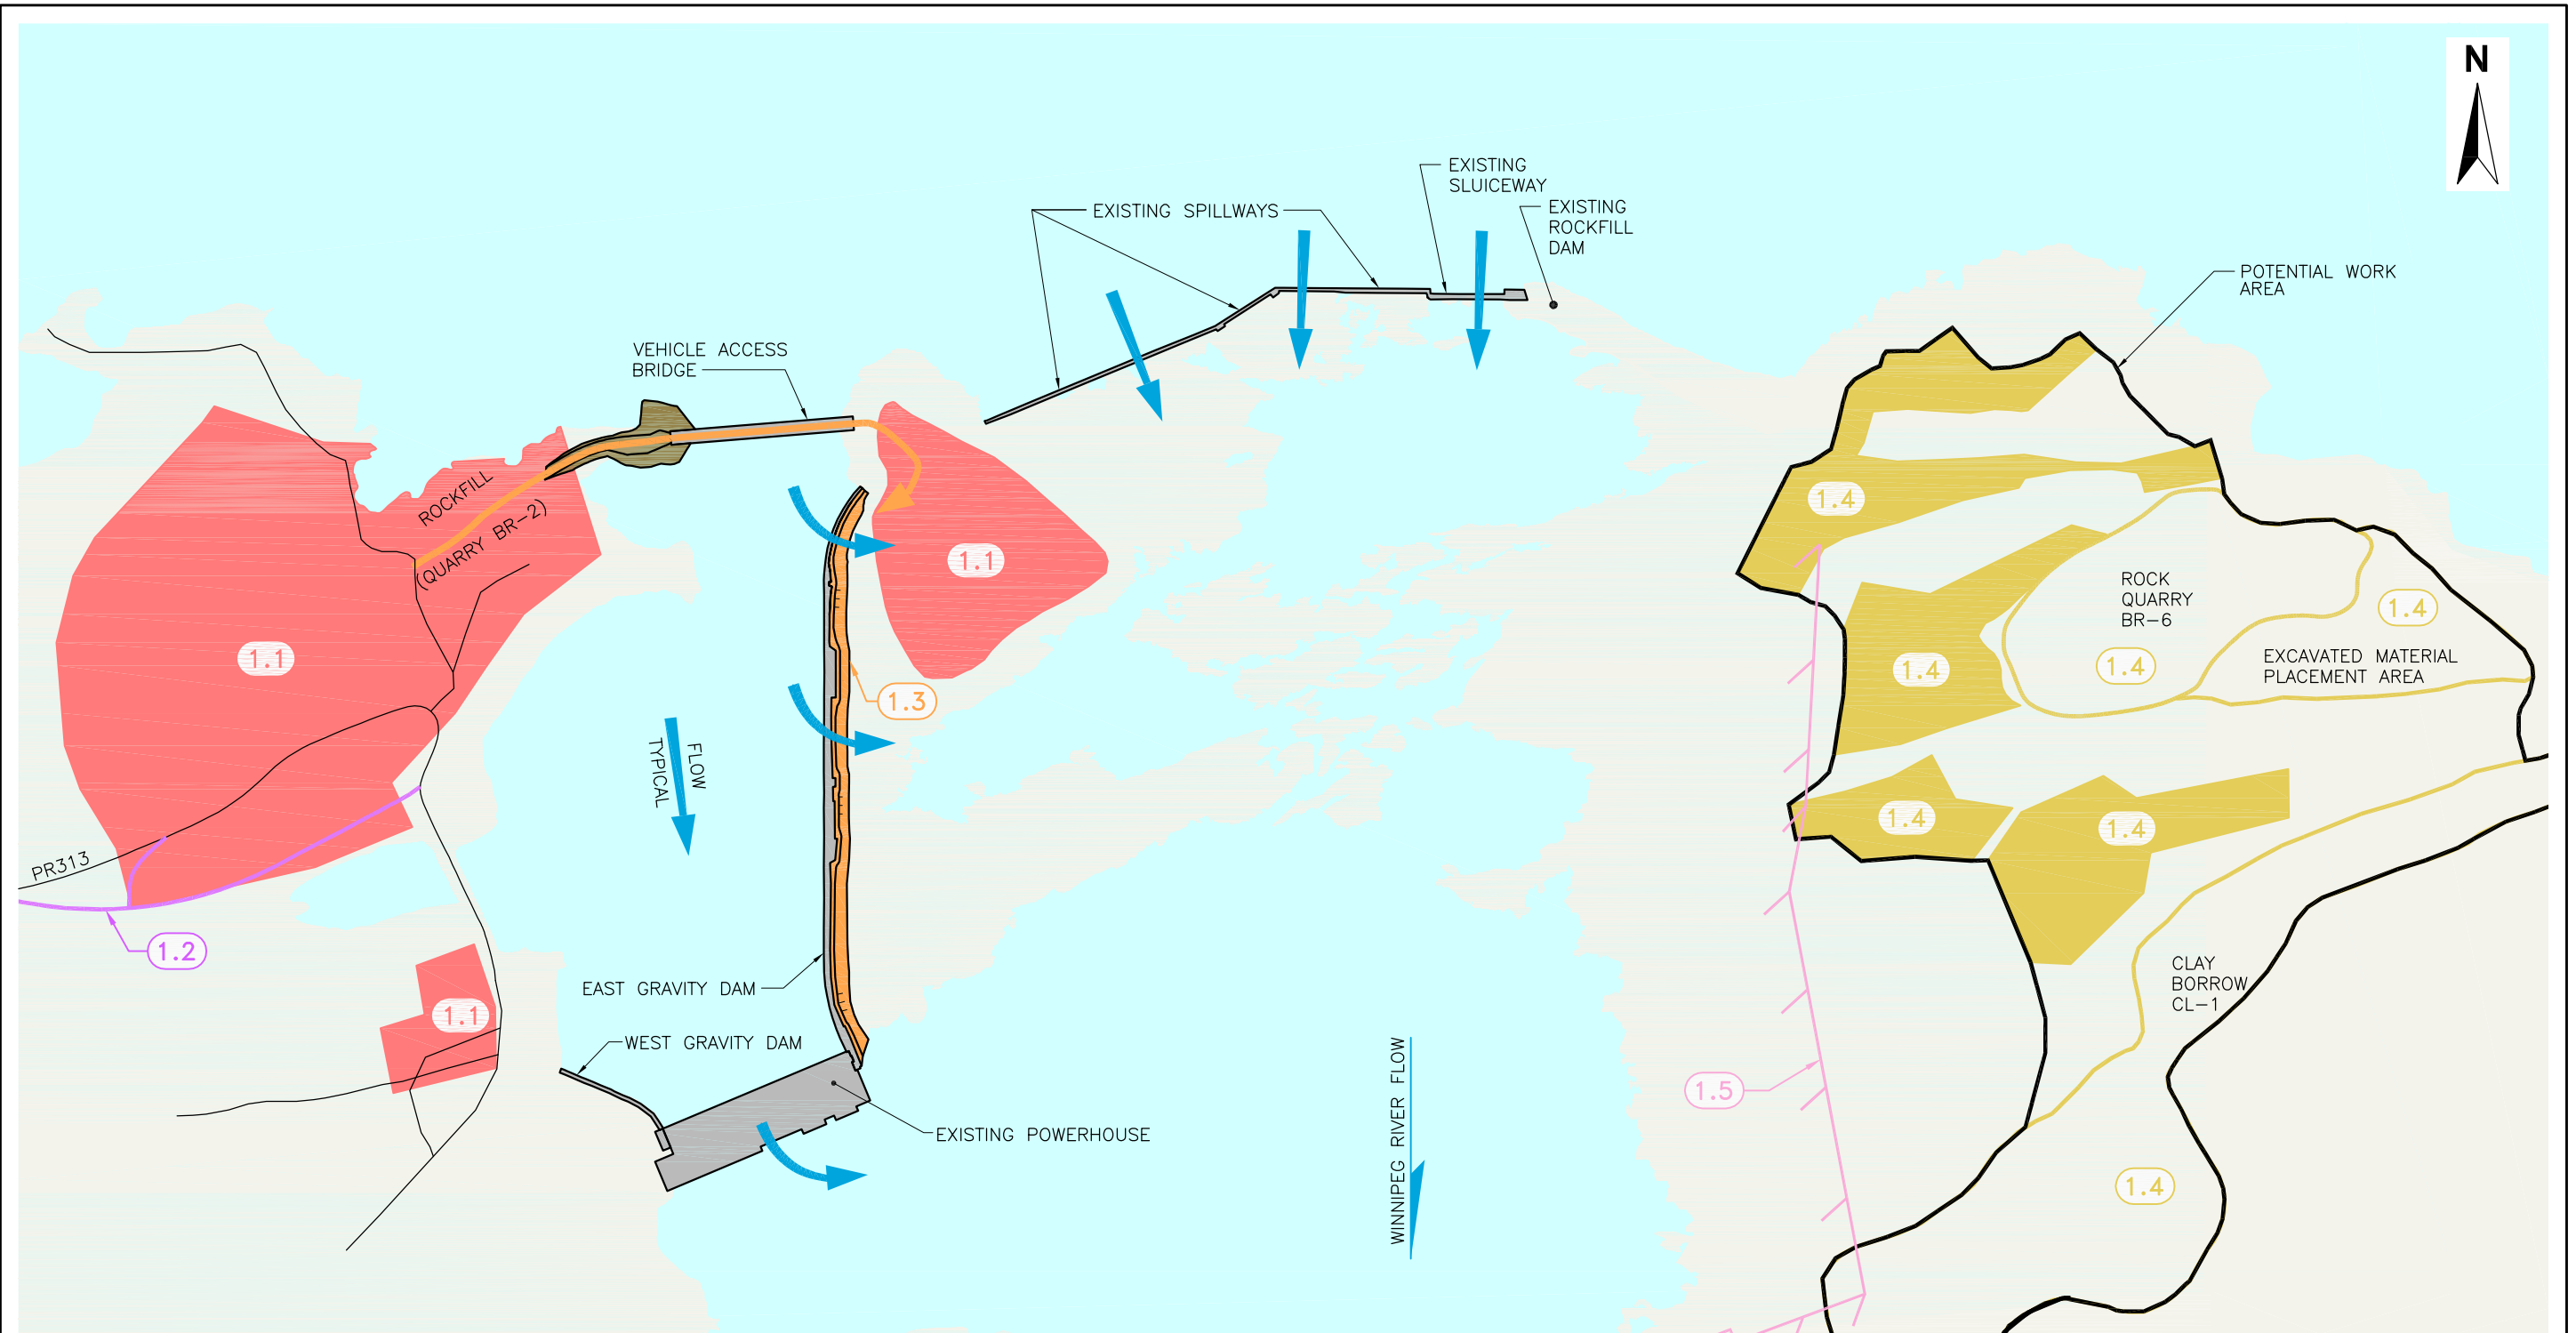 N
EXISTING
SLUICEWAY
EXISTING SPILLWAYS
EXISTING
ROCKFILL
DAM
POTENTIAL WORK
AREA
VEHICLE ACCESS
BRIDGE
ROCKFILL
(QUARRY BR-2)
1.4
1.1
ROCK
QUARRY
BR-6
1.4
1.1
1.4
1.4
EXCAVATED MATERIAL
PLACEMENT AREA
1.3
FLOW
TYPICAL
1.4
1.4
PR313
1.2
CLAY
BORROW
CL-1
EAST GRAVITY DAM
1.1
WEST GRAVITY DAM
1.5
EXISTING POWERHOUSE
WINNIPEG RIVER FLOW
1.4